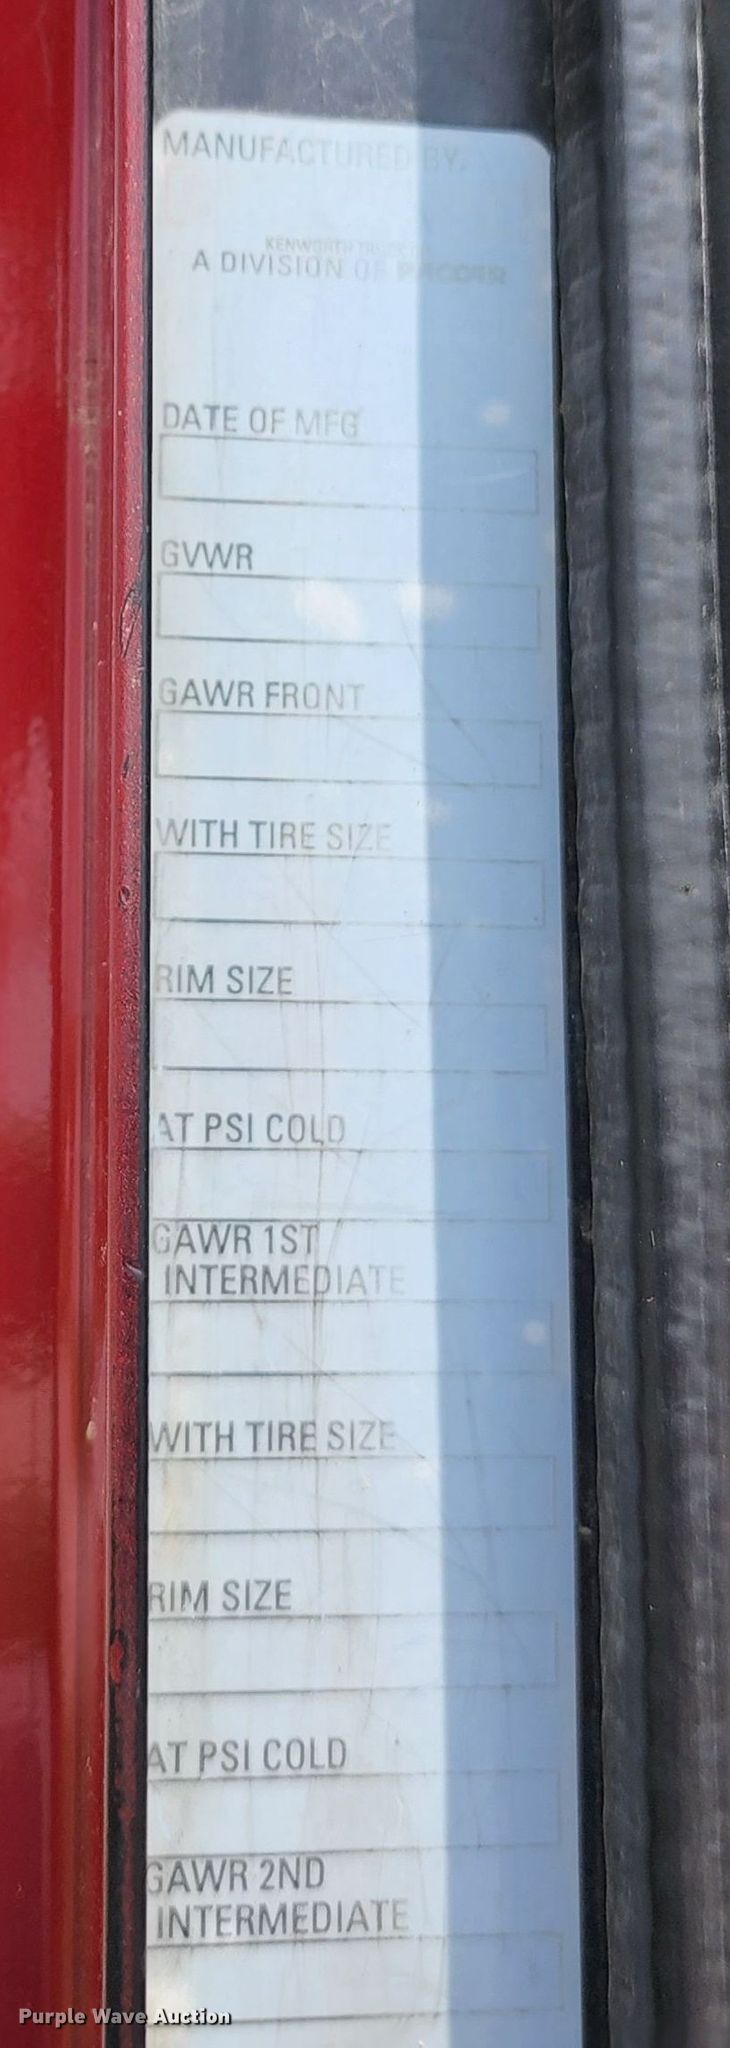 MANUFACTURED BY.
KENWORTH TRUCK
A DIVISION OF PACCAR
DATE OF MFG
GVWR
GAWR FRONT
WITH TIRE SIZE
RIM SIZE
AT PSI COLD
GAWR 1ST
INTERMEDIATE
WITH TIRE SIZE
RIM SIZE
AT PSI COLD
GAWR 2ND
INTERMEDIATE
Purple Wave Auction